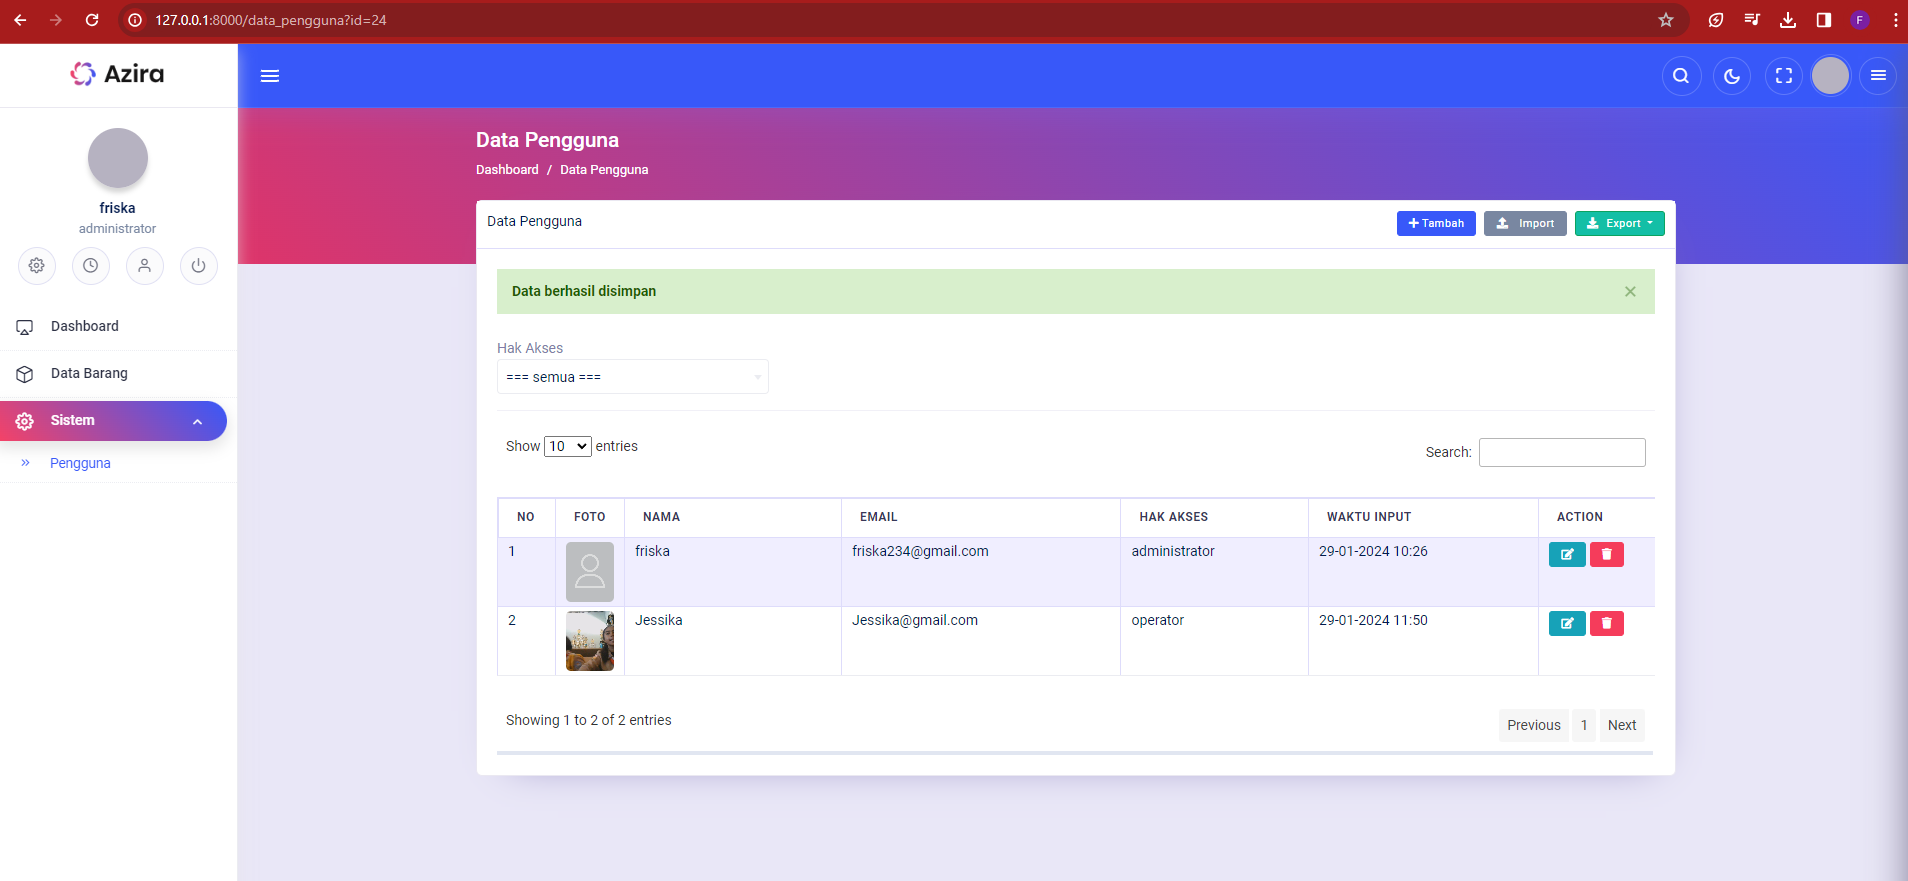 127.0.0.1:8000/data_pengguna?id=24
F
Azira
friska
administrator
Dashboard
Data Barang
Sistem
Pengguna
Data Pengguna
Dashboard / Data Pengguna
Data Pengguna
Tambah
Import
Export
Data berhasil disimpan
Hak Akses
=== semua ===
Show 10 entries
Search:
NO FOTO NAMA EMAIL HAK AKSES WAKTU INPUT ACTION
1 friska friska234@gmail.com administrator 29-01-2024 10:26
2 Jessika Jessika@gmail.com operator 29-01-2024 11:50
Showing 1 to 2 of 2 entries
Previous 1 Next